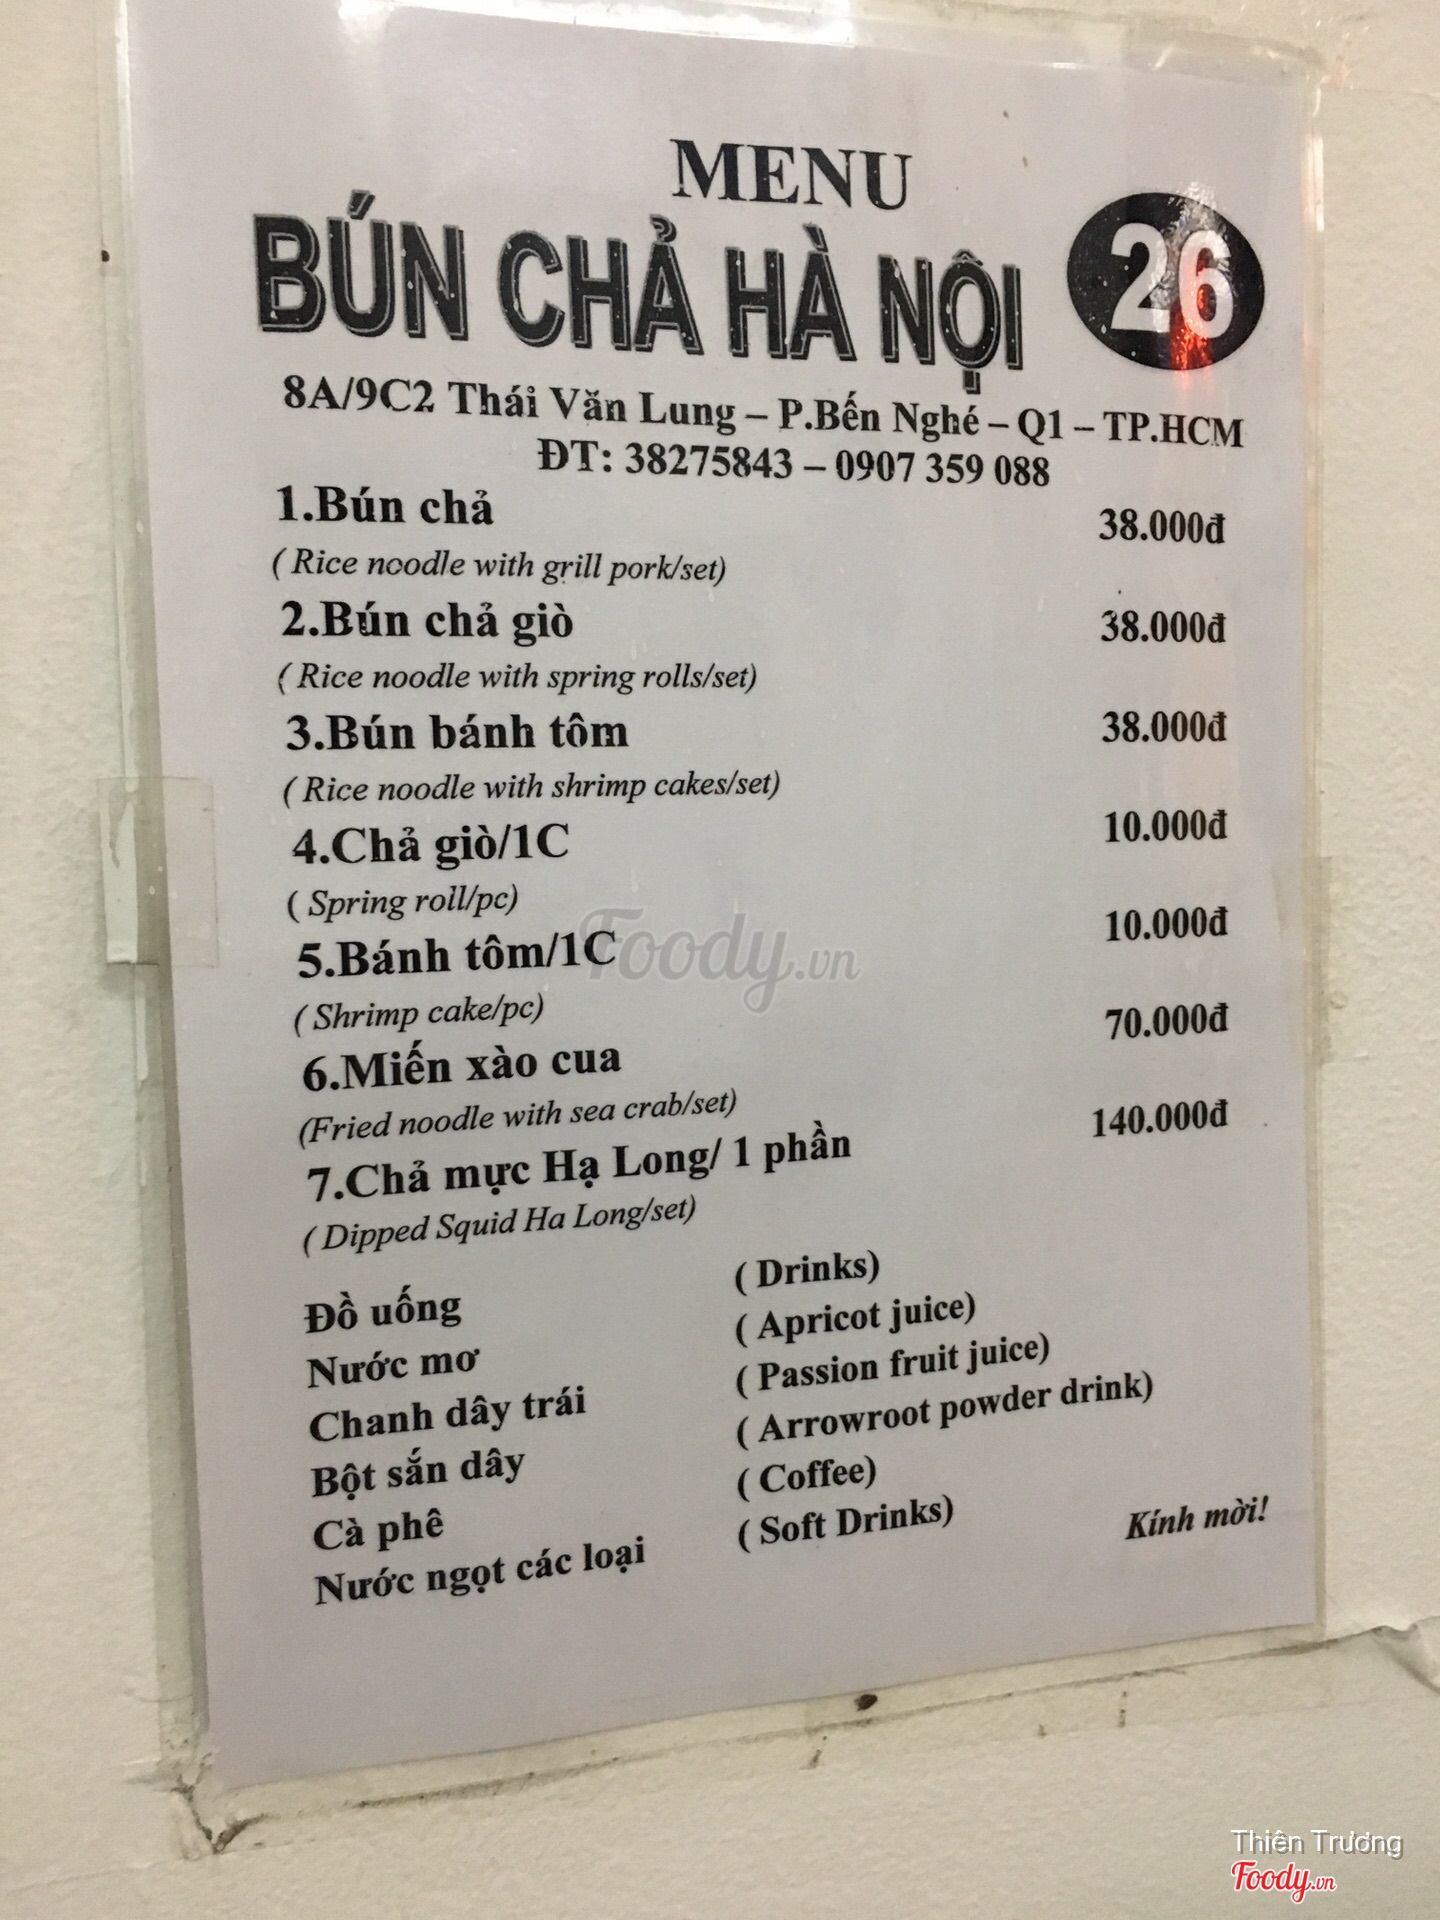 MENU
BÚN CHẢ HÀ NỘI 26
8A/9C2 Thái Văn Lung – P.Bến Nghé – Q1 – TP.HCM
ĐT: 38275843 – 0907 359 088
1.Bún chả 38.000đ
( Rice noodle with grill pork/set)
2.Bún chả giò 38.000đ
( Rice noodle with spring rolls/set)
3.Bún bánh tôm 38.000đ
( Rice noodle with shrimp cakes/set)
4.Chả giò/1C 10.000đ
( Spring roll/pc)
5.Bánh tôm/1C 10.000đ
( Shrimp cake/pc)
6.Miến xào cua 70.000đ
(Fried noodle with sea crab/set)
7.Chả mực Hạ Long/ 1 phần 140.000đ
( Dipped Squid Ha Long/set)
Đồ uống ( Drinks)
Nước mơ ( Apricot juice)
Chanh dây trái ( Passion fruit juice)
Bột sắn dây ( Arrowroot powder drink)
Cà phê ( Coffee)
Nước ngọt các loại ( Soft Drinks)
Kính mời!
Foody.vn
Thiên Trương
Foody.vn